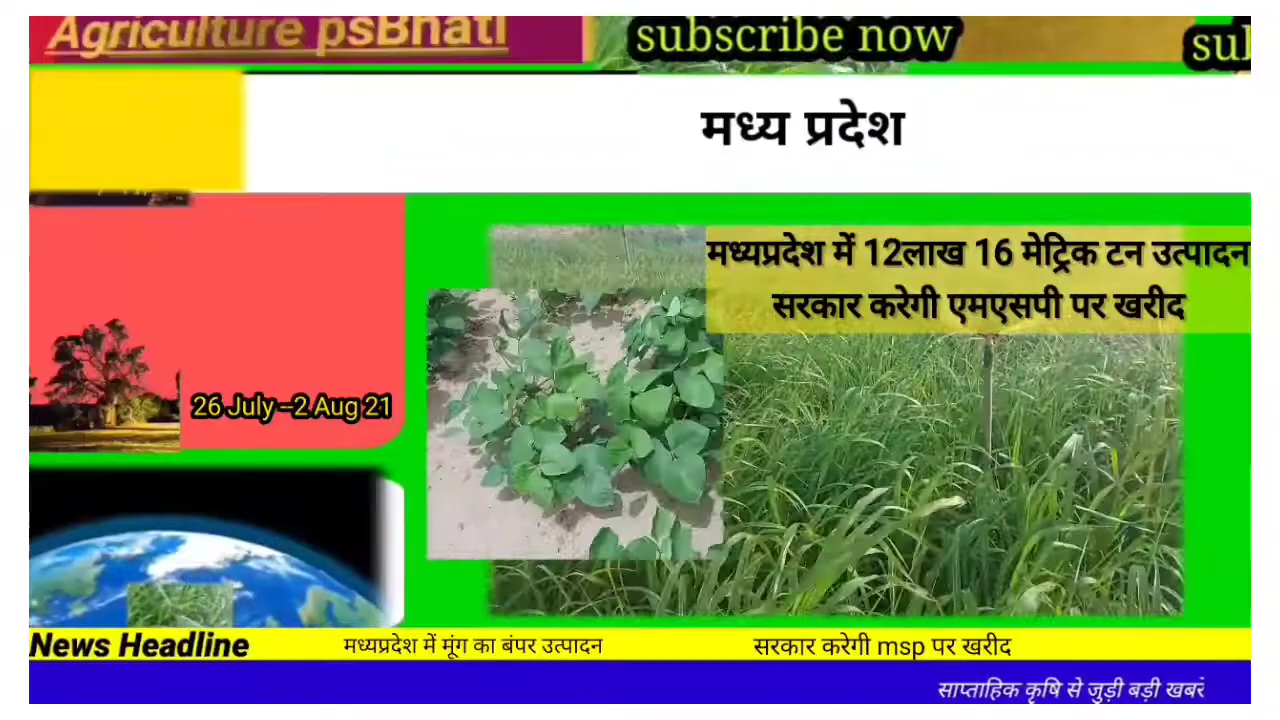 Agriculture psBhati
subscribe now
मध्य प्रदेश
मध्यप्रदेश में 12लाख 16 मेट्रिक टन उत्पादन
सरकार करेगी एमएसपी पर खरीद
26 July --2 Aug 21
News Headline
मध्यप्रदेश में मूंग का बंपर उत्पादन
सरकार करेगी msp पर खरीद
साप्ताहिक कृषि से जुड़ी बड़ी